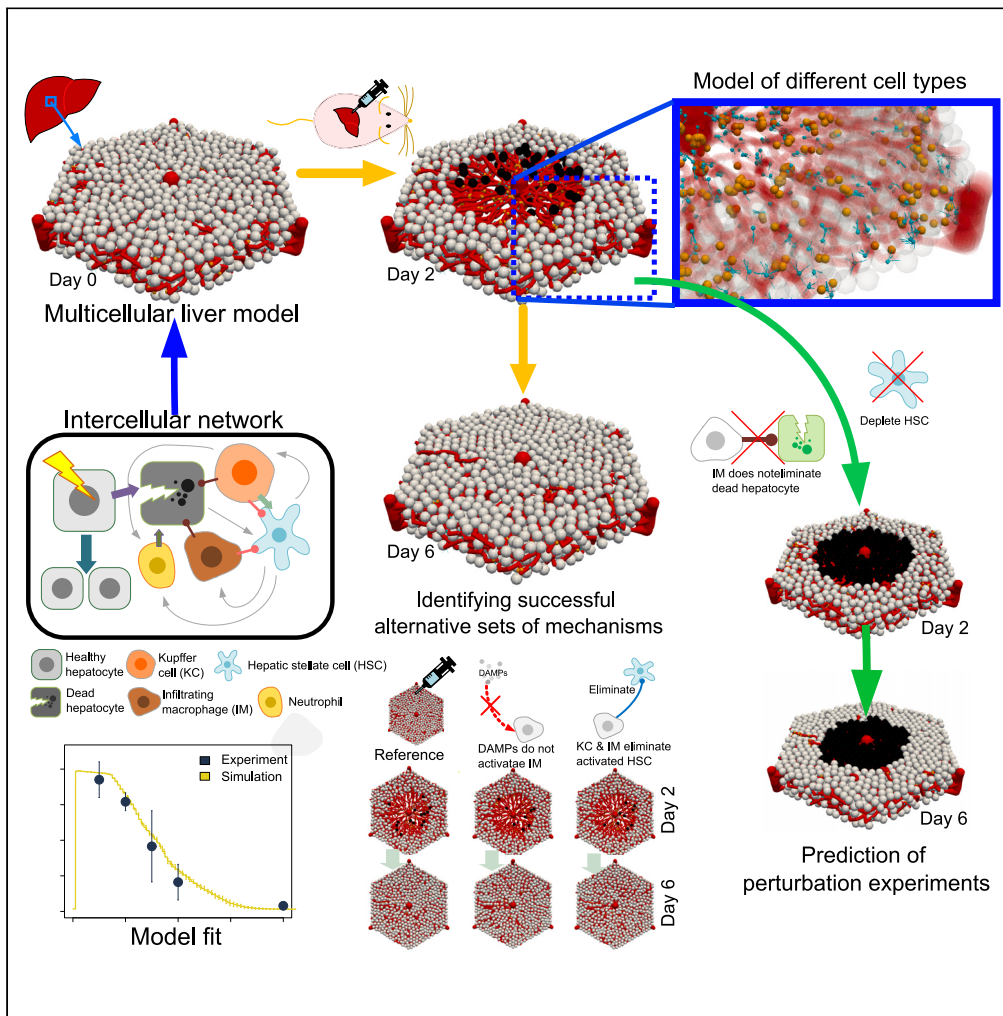 Model of different cell types
Day 0
Multicellular liver model
Day 2
Intercellular network
Healthy
hepatocyte
Kupffer
cell (KC)
Hepatic stellate cell (HSC)
Dead
hepatocyte
Infiltrating
macrophage (IM)
Neutrophil
Experiment
Simulation
Model fit
Day 6
Identifying successful
alternative sets of mechanisms
DAMPs
Eliminate
Reference
DAMPs do not
activatae IM
KC & IM eliminate
activated HSC
Day 2
Day 6
Deplete HSC
IM does noteliminate
dead hepatocyte
Day 2
Day 6
Prediction of
perturbation experiments